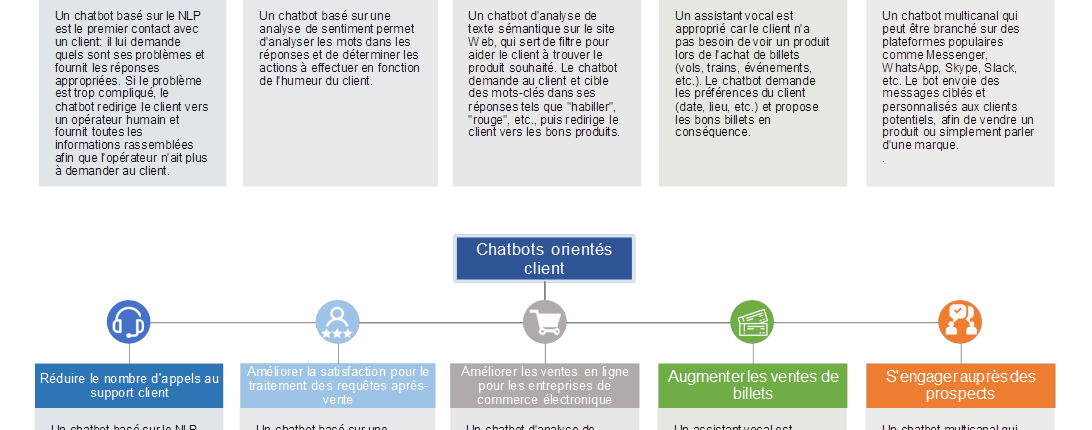 Un chatbot basé sur le NLP
est le premier contact avec
un client: il lui demande
quels sont ses problèmes et
fournit les réponses
appropriées. Si le problème
est trop compliqué, le
chatbot redirige le client vers
un opérateur humain et
fournit toutes les
informations rassemblées
afin que l'opérateur n'ait plus
à demander au client.
Un chatbot basé sur une
analyse de sentiment permet
d'analyser les mots dans les
réponses et de déterminer les
actions à effectuer en fonction
de l'humeur du client.
Un chatbot d'analyse de
texte sémantique sur le site
Web, qui sert de filtre pour
aider le client à trouver le
produit souhaité. Le chatbot
demande au client et cible
des mots-clés dans ses
réponses tels que "habiller",
"rouge", etc., puis redirige le
client vers les bons produits.
Un assistant vocal est
approprié car le client n'a
pas besoin de voir un produit
lors de l'achat de billets
(vols, trains, événements,
etc.). Le chatbot demande
les préférences du client
(date, lieu, etc.) et propose
les bons billets en
conséquence.
Un chatbot multicanal qui
peut être branché sur des
plateformes populaires
comme Messenger,
WhatsApp, Skype, Slack,
etc. Le bot envoie des
messages ciblés et
personnalisés aux clients
potentiels, afin de vendre un
produit ou simplement parler
d'une marque.
.
Chatbots orientés
client
Réduire le nombre d'appels au
support client
Améliorer la satisfaction pour le
traitement des requêtes après-
vente
Améliorer les ventes en ligne
pour les entreprises de
commerce électronique
Augmenter les ventes de
billets
S'engager auprès des
prospects
Un chatbot basé sur le NLP
Un chatbot basé sur une
Un chatbot d'analyse de
Un assistant vocal est
Un chatbot multicanal qui